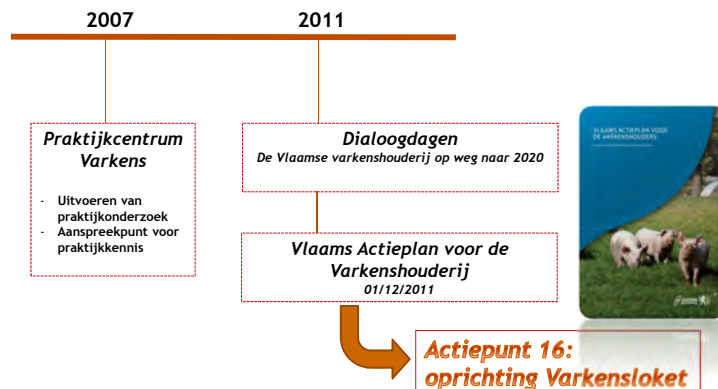 2007
2011
Praktijkcentrum
Varkens
- Uitvoeren van
praktijkonderzoek
- Aanspreekpunt voor
praktijkkennis
Dialoogdagen
De Vlaamse varkenshouderij op weg naar 2020
Vlaams Actieplan voor de
Varkenshouderij
01/12/2011
VLAAMS ACTIEPLAN VOOR
DE VARKENSHOUDERIJ
Actiepunt 16:
oprichting Varkensloket